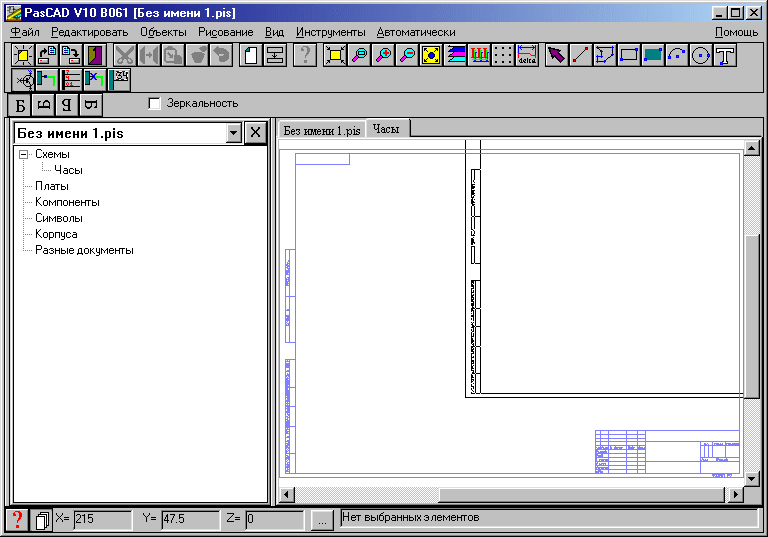 PasCAD V10 B061 [Без имени 1.pis]
Файл Редактировать Объекты Рисование Вид Инструменты Автоматически Помощь
delta
T
Б Б Я Б
Зеркальность
Без имени 1.pis
Схемы
Часы
Платы
Компоненты
Символы
Корпуса
Разные документы
Без имени 1.pis Часы
X= 215 Y= 47.5 Z= 0 ... Нет выбранных элементов